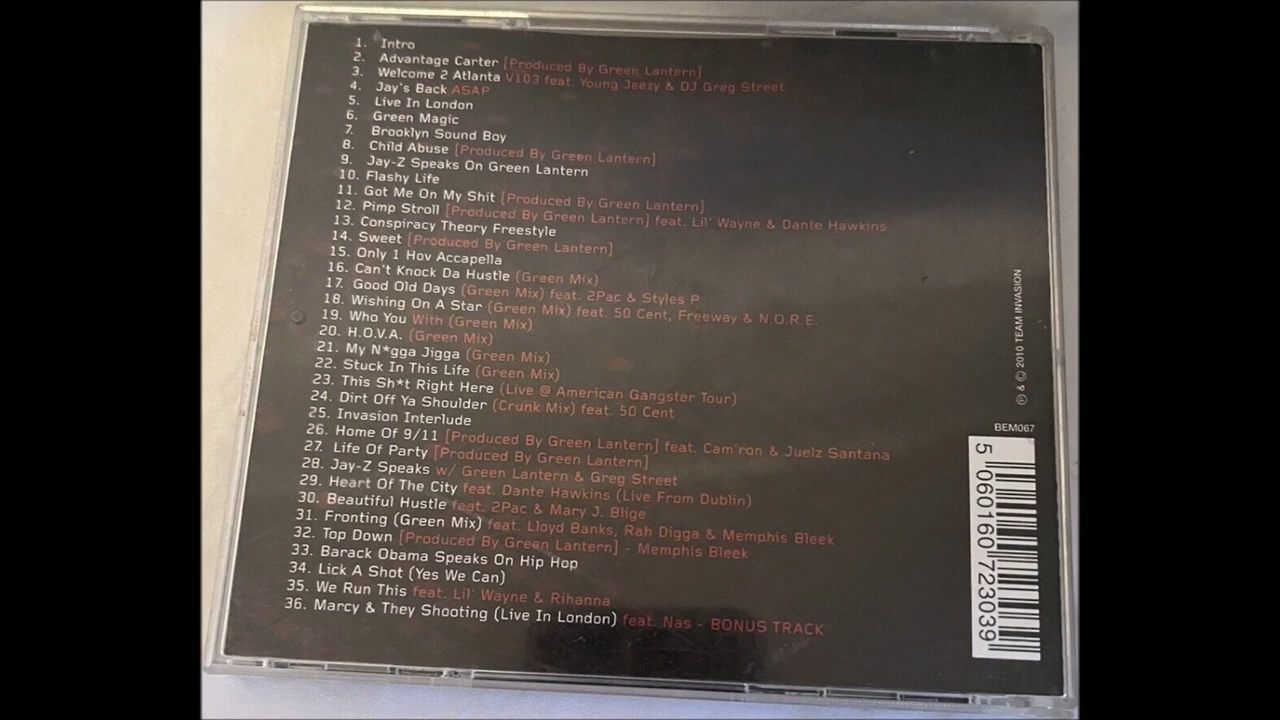 1. Intro
2. Advantage Carter [Produced By Green Lantern]
3. Welcome 2 Atlanta V103 feat. Young Jeezy & DJ Greg Street
4. Jay's Back ASAP
5. Live In London
6. Green Magic
7. Brooklyn Sound Boy
8. Child Abuse [Produced By Green Lantern]
9. Jay-Z Speaks On Green Lantern
10. Flashy Life
11. Got Me On My Shit [Produced By Green Lantern]
12. Pimp Stroll [Produced By Green Lantern] feat. Lil' Wayne & Dante Hawkins
13. Conspiracy Theory Freestyle
14. Sweet [Produced By Green Lantern]
15. Only 1 Hov Accapella
16. Can't Knock Da Hustle (Green Mix)
17. Good Old Days (Green Mix) feat. 2Pac & Styles P
18. Wishing On A Star (Green Mix) feat. 50 Cent, Freeway & N.O.R.E.
19. Who You With (Green Mix)
20. H.O.V.A. (Green Mix)
21. My N*gga Jigga (Green Mix)
22. Stuck In This Life (Green Mix)
23. This Sh*t Right Here (Live @ American Gangster Tour)
24. Dirt Off Ya Shoulder (Crunk Mix) feat. 50 Cent
25. Invasion Interlude
26. Home Of 9/11 [Produced By Green Lantern] feat. Cam'ron & Juelz Santana
27. Life Of Party [Produced By Green Lantern]
28. Jay-Z Speaks w/ Green Lantern & Greg Street
29. Heart Of The City feat. Dante Hawkins (Live From Dublin)
30. Beautiful Hustle feat. 2Pac & Mary J. Blige
31. Fronting (Green Mix) feat. Lloyd Banks, Rah Digga & Memphis Bleek
32. Top Down [Produced By Green Lantern] - Memphis Bleek
33. Barack Obama Speaks On Hip Hop
34. Lick A Shot (Yes We Can)
35. We Run This feat. Lil' Wayne & Rihanna
36. Marcy & They Shooting (Live In London) feat. Nas - BONUS TRACK
℗ & © 2010 TEAM INVASION
BEM067
5 060160 723039